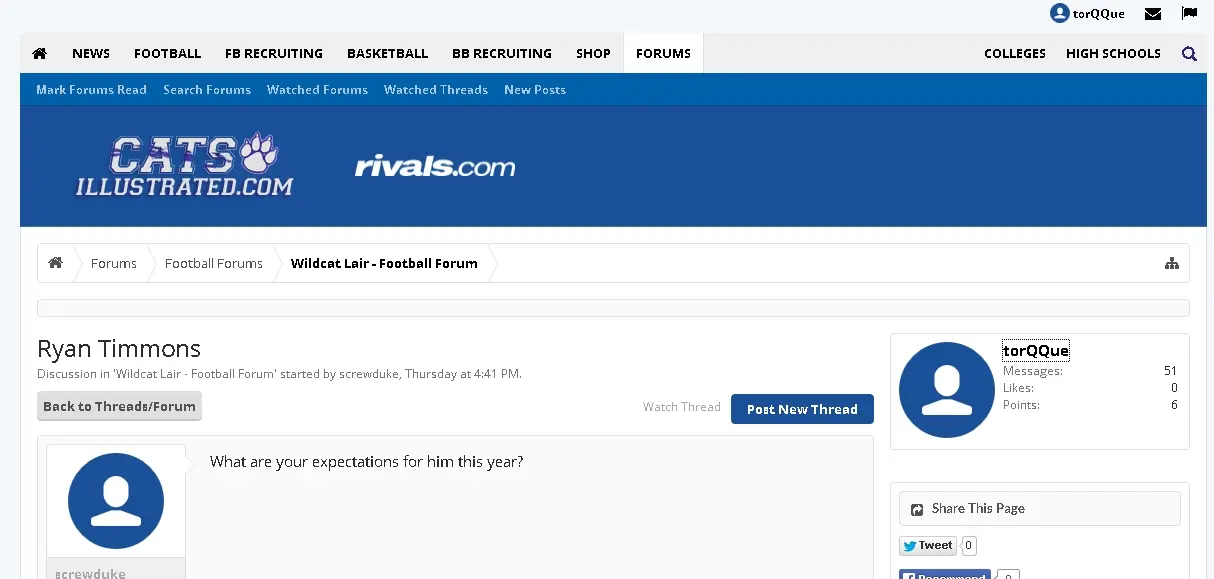 torQQue
NEWS FOOTBALL FB RECRUITING BASKETBALL BB RECRUITING SHOP FORUMS COLLEGES HIGH SCHOOLS
Mark Forums Read Search Forums Watched Forums Watched Threads New Posts
CATS
ILLUSTRATED.COM
rivals.com
Forums Football Forums Wildcat Lair - Football Forum
Ryan Timmons
Discussion in 'Wildcat Lair - Football Forum' started by screwduke, Thursday at 4:41 PM.
Back to Threads/Forum
Watch Thread Post New Thread
What are your expectations for him this year?
screwduke
torQQue
Messages: 51
Likes: 0
Points: 6
Share This Page
Tweet 0
Recommend 0